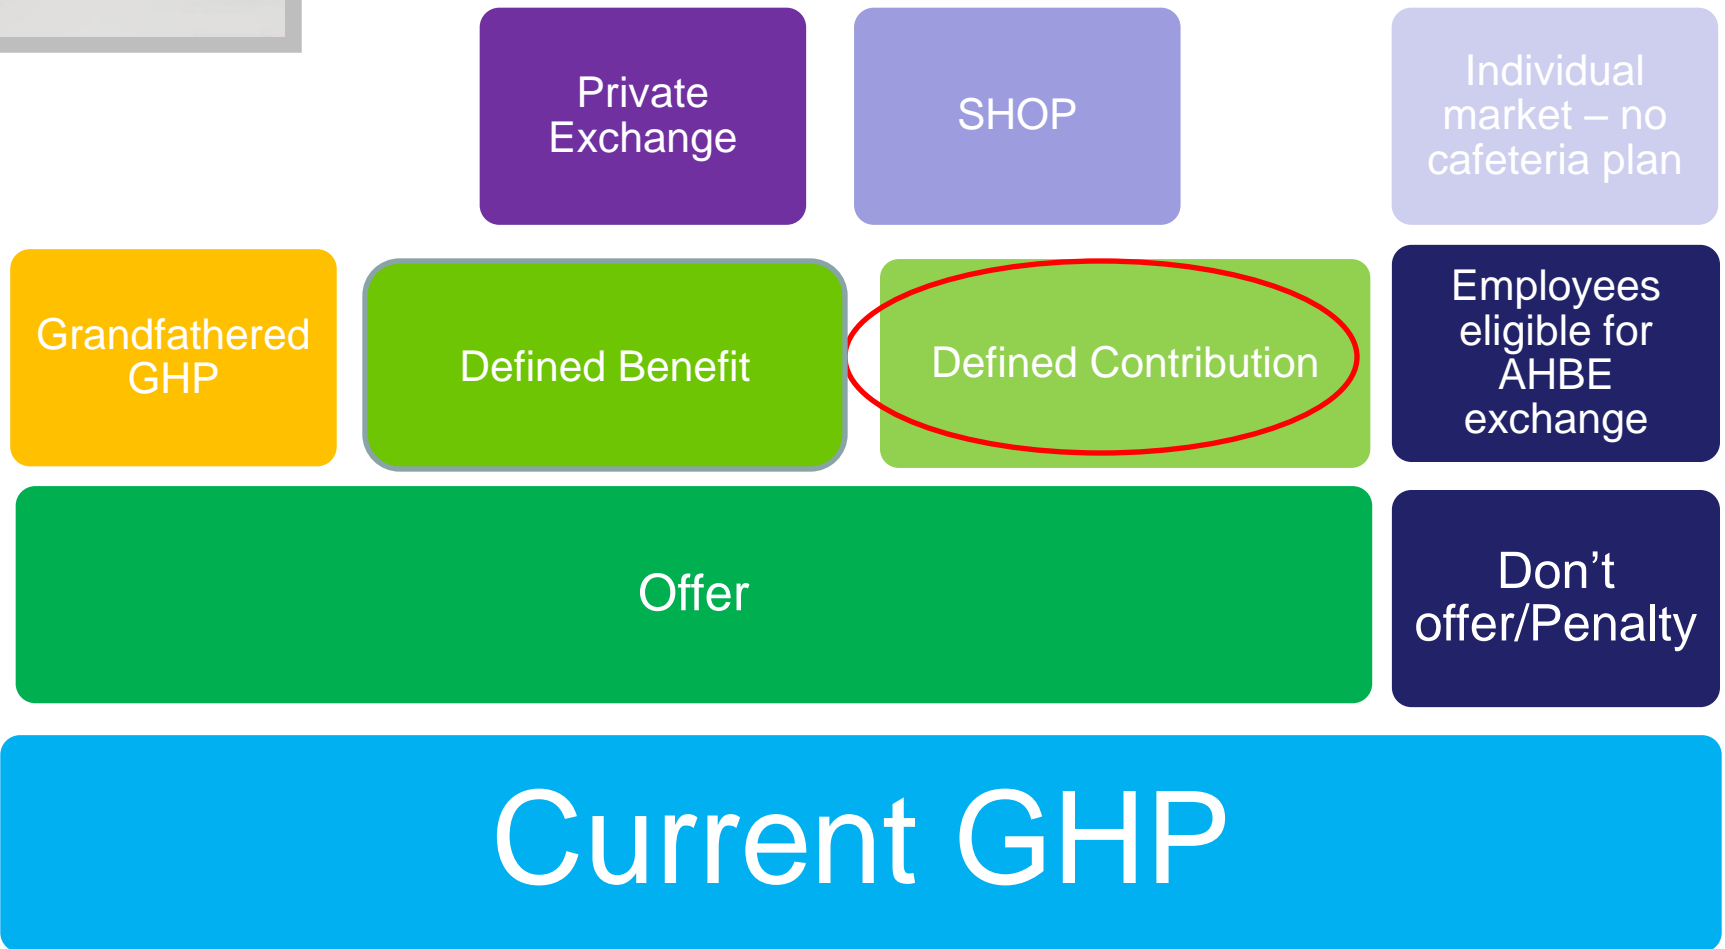 Private
Exchange
SHOP
Individual
market – no
cafeteria plan
Grandfathered
GHP
Defined Benefit
Defined Contribution
Employees
eligible for
AHBE
exchange
Offer
Don’t
offer/Penalty
Current GHP